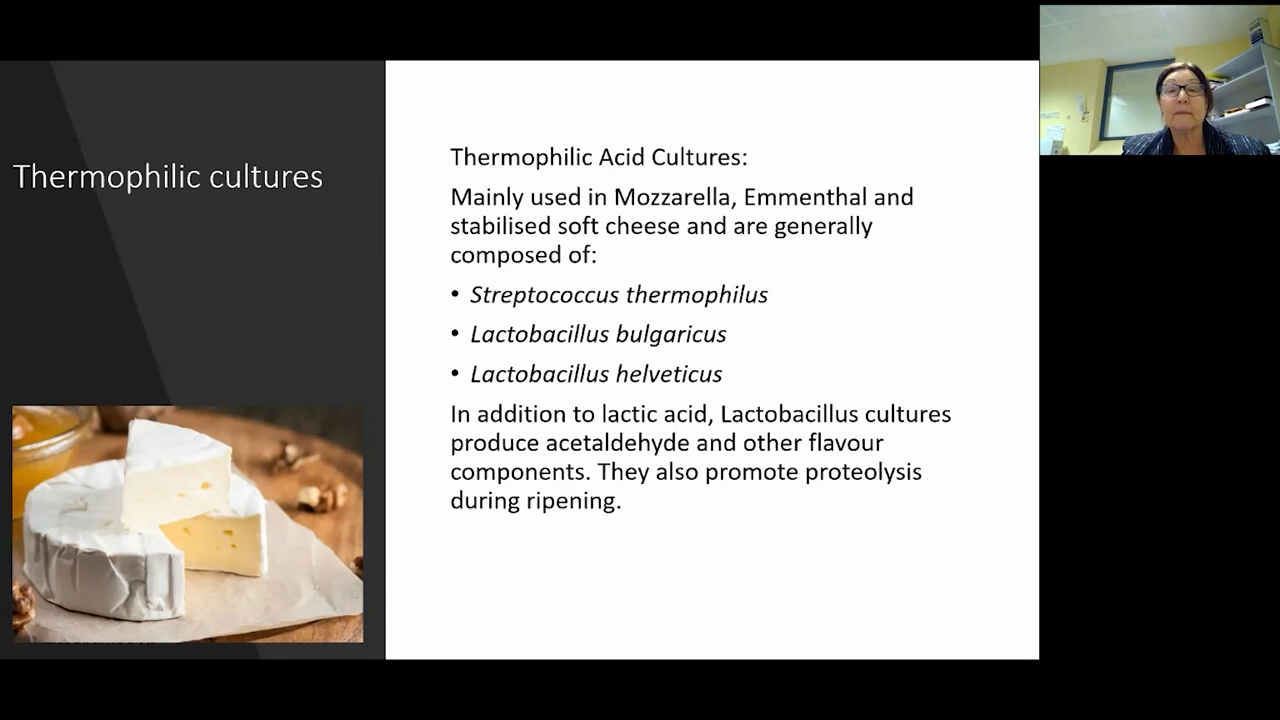 Thermophilic cultures
Thermophilic Acid Cultures:
Mainly used in Mozzarella, Emmenthal and
stabilised soft cheese and are generally
composed of:
• Streptococcus thermophilus
• Lactobacillus bulgaricus
• Lactobacillus helveticus
In addition to lactic acid, Lactobacillus cultures
produce acetaldehyde and other flavour
components. They also promote proteolysis
during ripening.